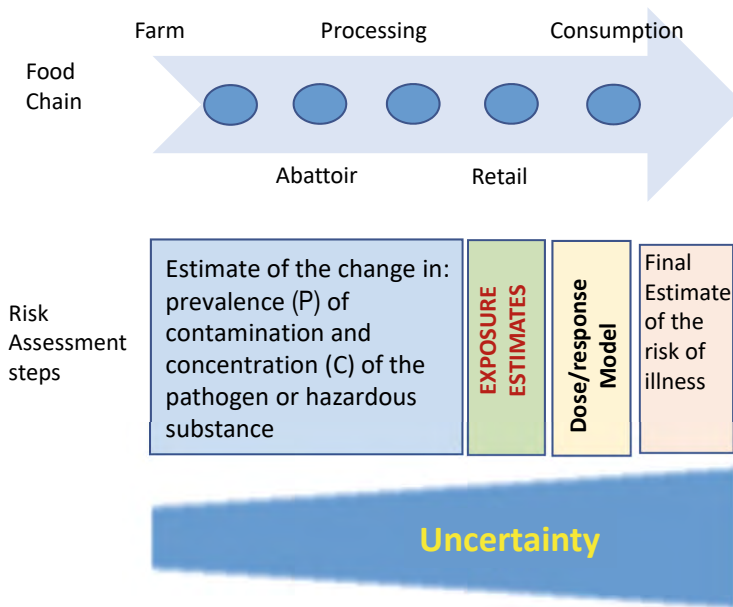 Farm
Processing
Consumption
Food
Chain
Abattoir
Retail
Risk
Assessment
steps
Estimate of the change in:
prevalence (P) of
contamination and
concentration (C) of the
pathogen or hazardous
substance
EXPOSURE
ESTIMATES
Dose/response
Model
Final
Estimate
of the
risk of
illness
Uncertainty